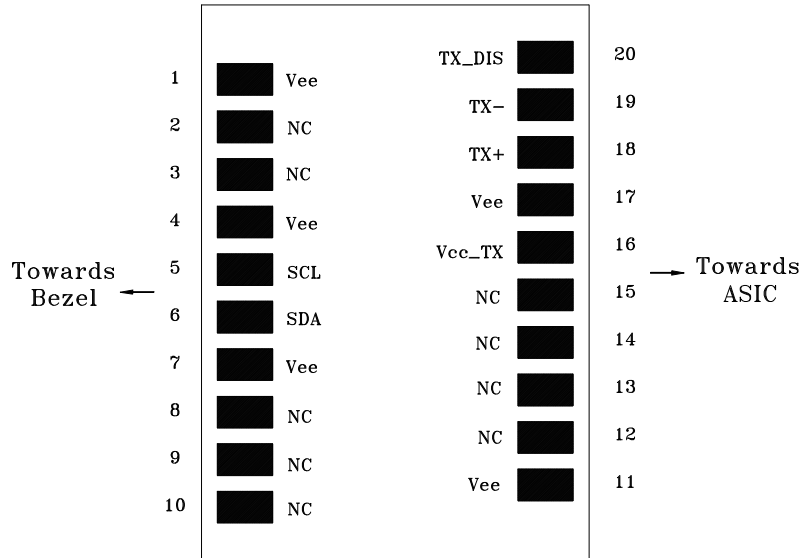 1 Vee
2 NC
3 NC
4 Vee
5 SCL
6 SDA
7 Vee
8 NC
9 NC
10 NC
Towards
Bezel
TX_DIS 20
TX- 19
TX+ 18
Vee 17
Vcc_TX 16
NC 15
NC 14
NC 13
NC 12
Vee 11
Towards
ASIC